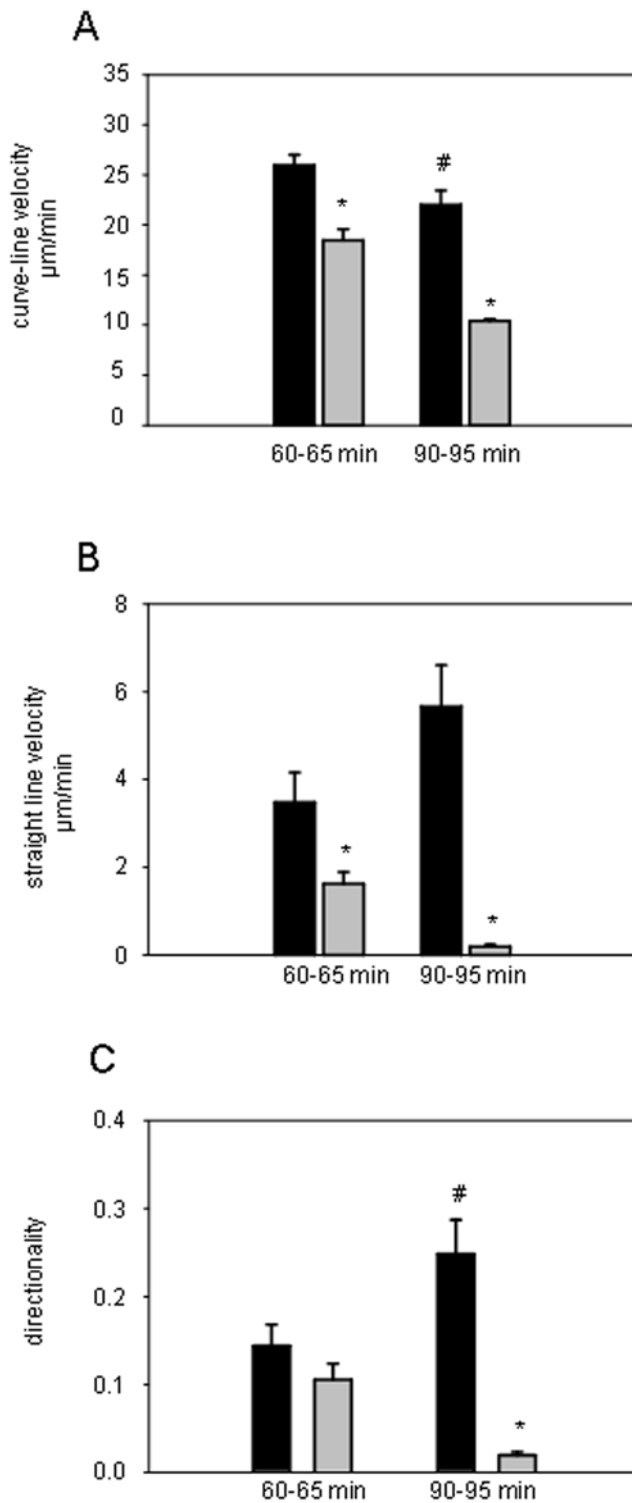 A
35
30
25
20
15
10
5
0
curve-line velocity
µm/min
#
*
*
60-65 min 90-95 min
B
8
6
4
2
0
straight line velocity
µm/min
*
*
60-65 min 90-95 min
C
0.4
0.3
0.2
0.1
0.0
directionality
#
*
60-65 min 90-95 min